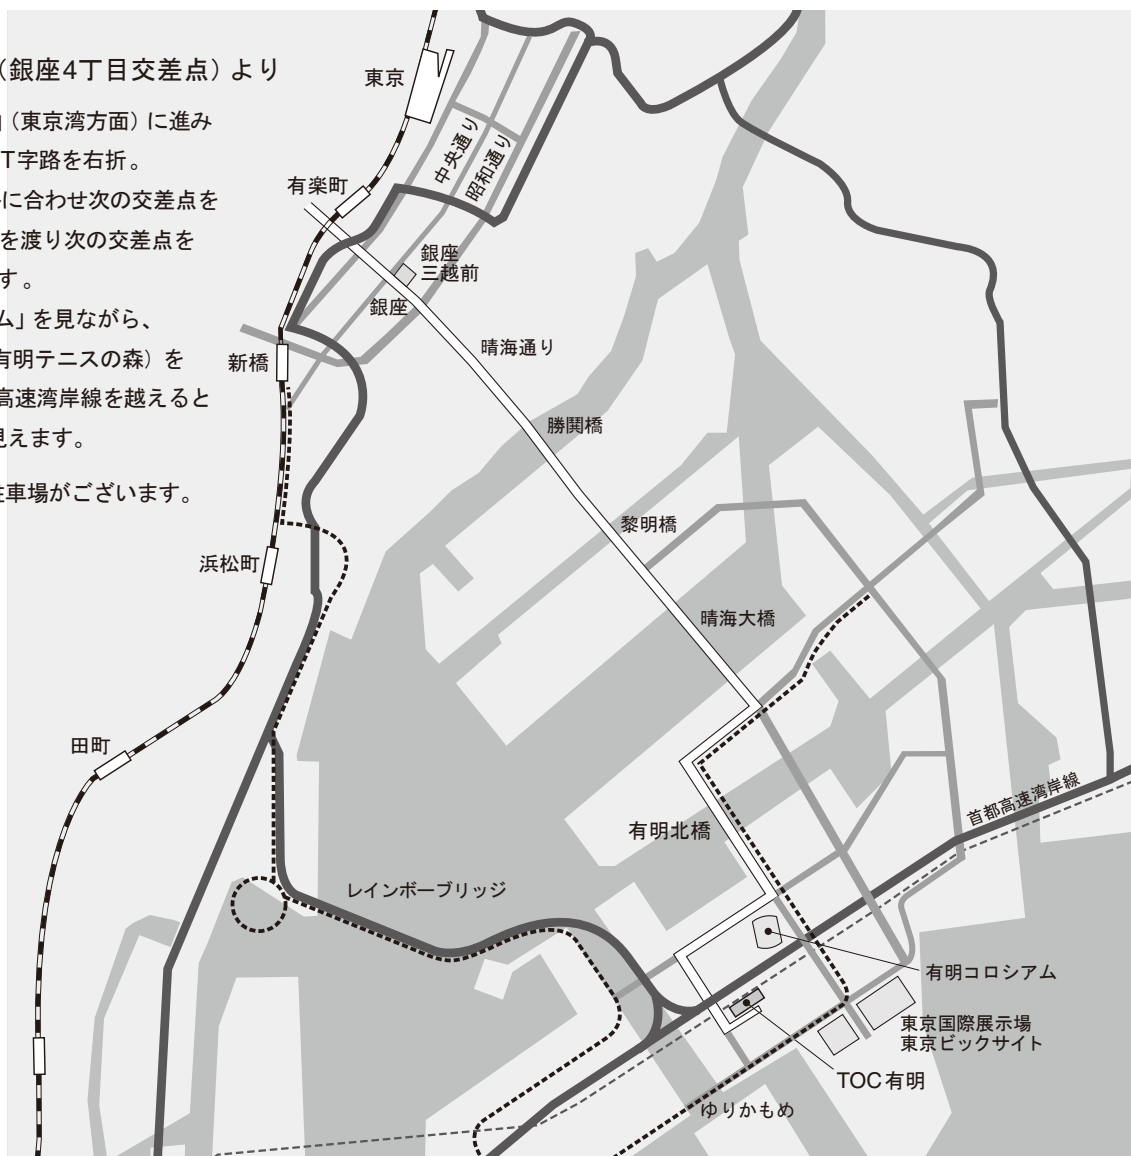 （銀座4丁目交差点）より
」（東京湾方面）に進み
T字路を右折。
に合わせ次の交差点を
を渡り次の交差点を
す。
ム」を見ながら、
有明テニスの森）を
高速湾岸線を越えると
見えます。
駐車場がございます。
東京
中央通り
昭和通り
有楽町
銀座
三越前
銀座
晴海通り
新橋
勝鬨橋
黎明橋
浜松町
晴海大橋
田町
首都高速湾岸線
有明北橋
レインボーブリッジ
有明コロシアム
東京国際展示場
東京ビックサイト
TOC有明
ゆりかもめ